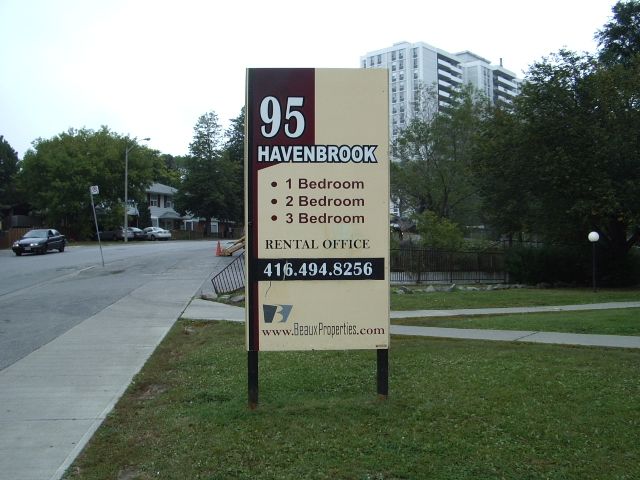 95
HAVENBROOK
• 1 Bedroom
• 2 Bedroom
• 3 Bedroom
RENTAL OFFICE
416.494.8256
B
www.BeauxProperties.com